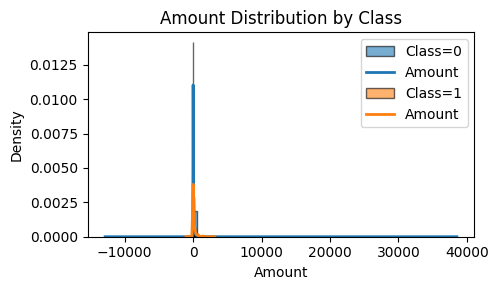 Amount Distribution by Class
Class=0
Amount
Class=1
Amount
Density
0.0125
0.0100
0.0075
0.0050
0.0025
0.0000
−10000
0
10000
20000
30000
40000
Amount